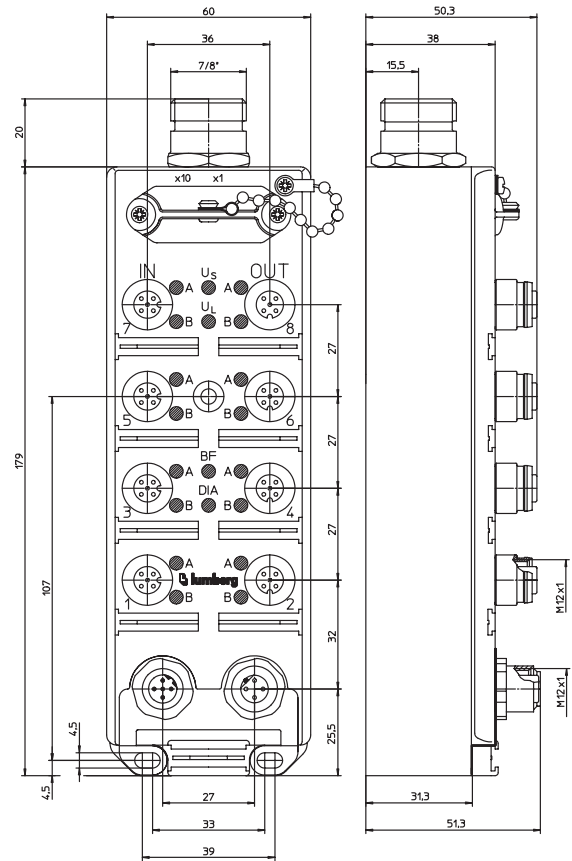 60
50,3
36
38
7/8"
15,5
20
x10 x1
IN US OUT
A A
UL
7 B B 8
27
A A
5 B B 6
179
27
BF
A A
DIA
3 B B 4
107
27
A A
lumberg
1 B B 2
M12x1
32
M12x1
25,5
4,5
4,5
27
31,3
33
51,3
39